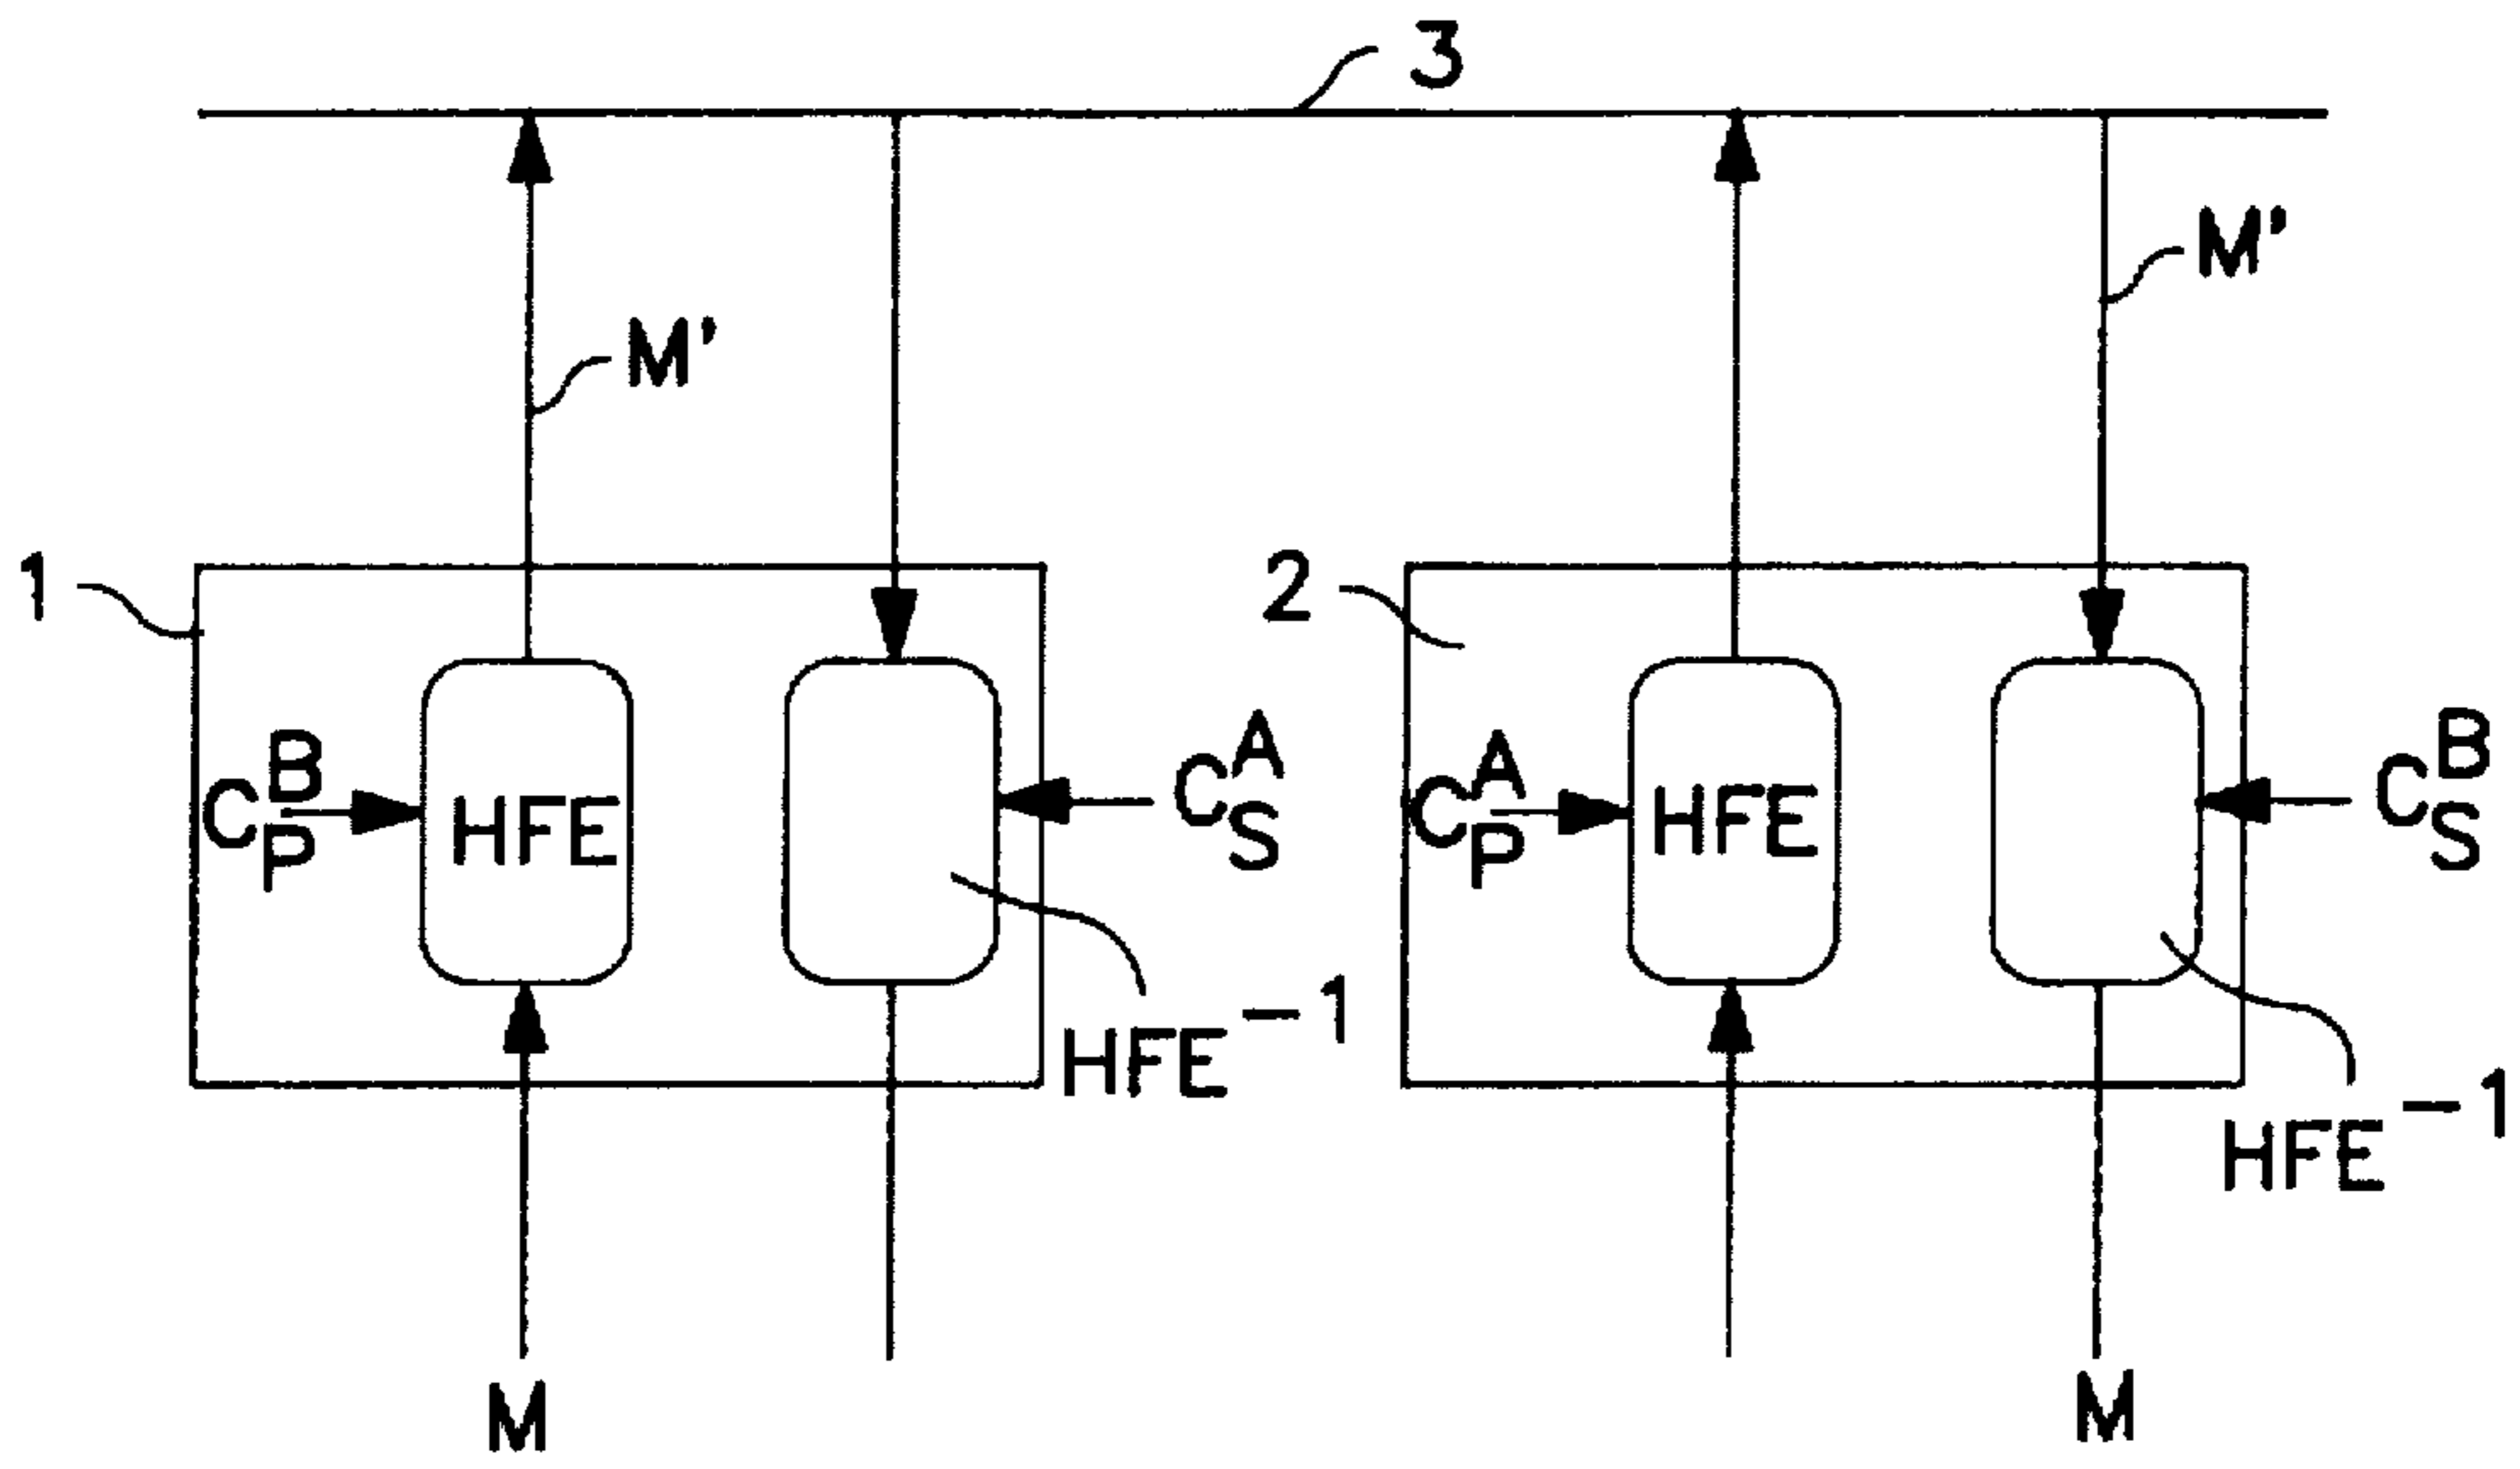 3
M'
M'
1
2
C_P^B
HFE
C_S^A
C_P^A
HFE
C_S^B
HFE^-1
HFE^-1
M
M